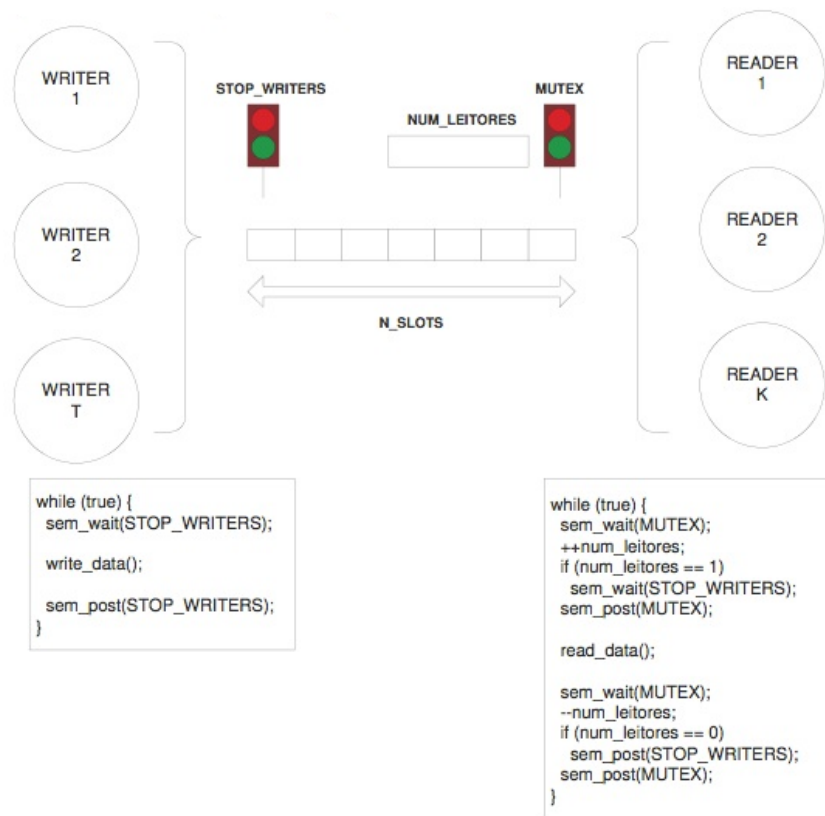 WRITER
1
STOP_WRITERS
MUTEX
READER
1
NUM_LEITORES
WRITER
2
READER
2
N_SLOTS
WRITER
T
READER
K
while (true) {
sem_wait(STOP_WRITERS);
write_data();
sem_post(STOP_WRITERS);
}
while (true) {
sem_wait(MUTEX);
++num_leitores;
if (num_leitores == 1)
sem_wait(STOP_WRITERS);
sem_post(MUTEX);
read_data();
sem_wait(MUTEX);
--num_leitores;
if (num_leitores == 0)
sem_post(STOP_WRITERS);
sem_post(MUTEX);
}